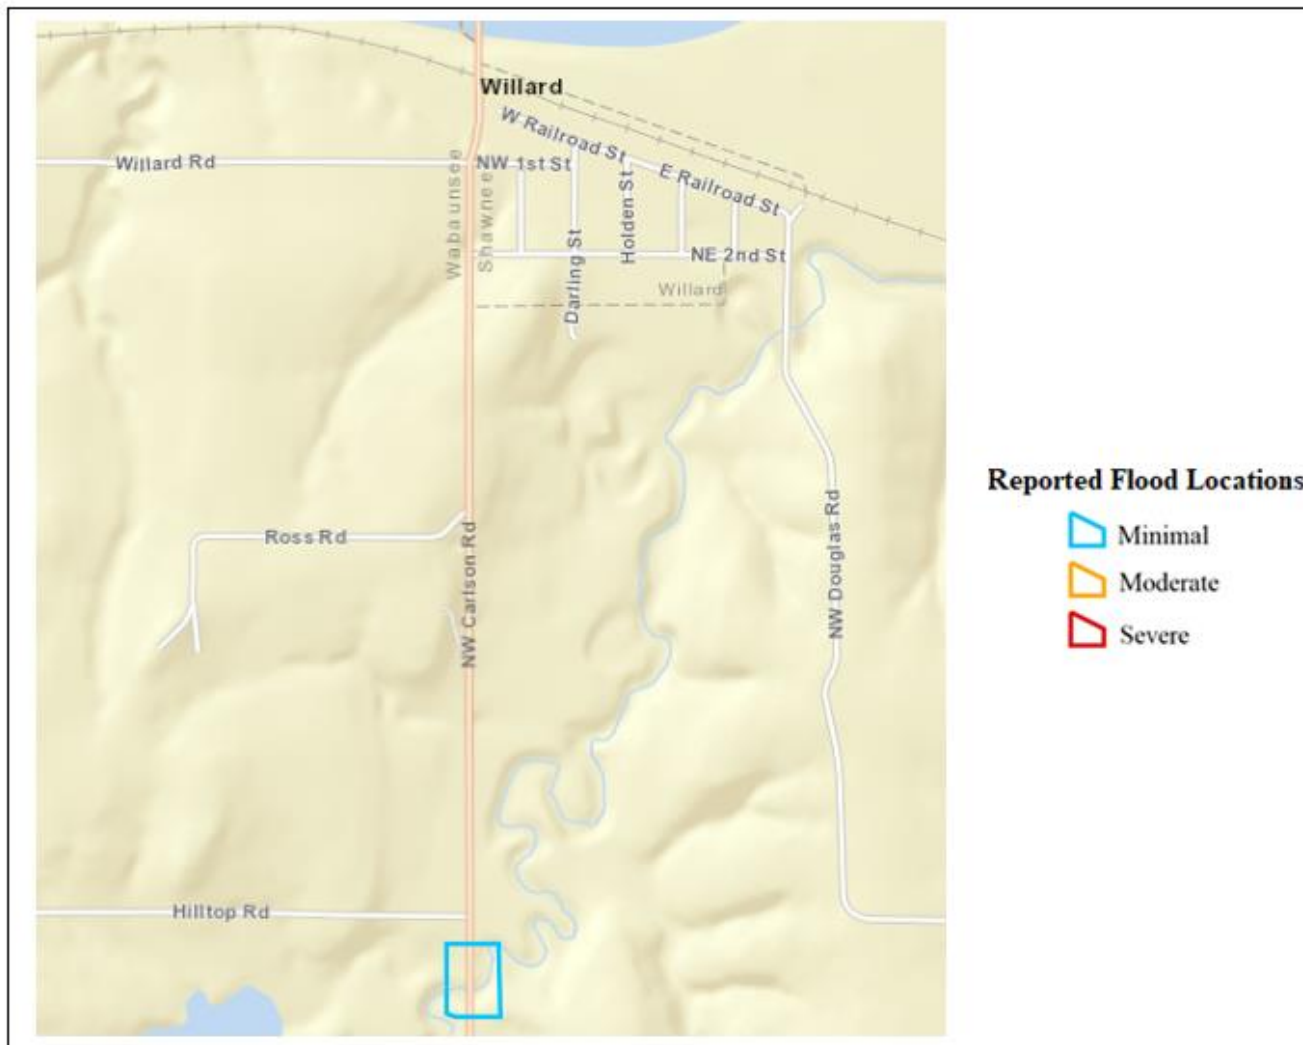 Willard
W Railroad St
Willard Rd
NW 1st St
E Railroad St
Wabaunsee
Shawnee
Holden St
Darling St
NE 2nd St
Willard
Reported Flood Locations
Minimal
Moderate
Severe
Ross Rd
NW Carlson Rd
NW Douglas Rd
Hilltop Rd